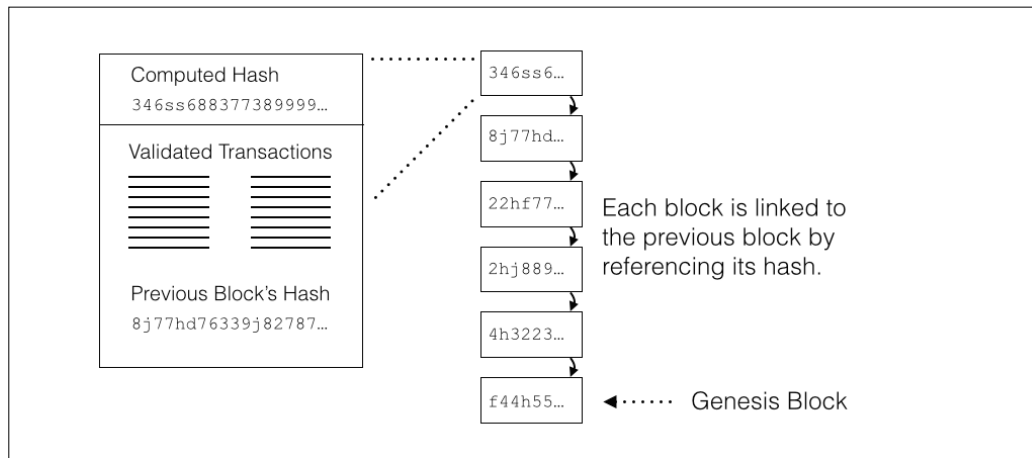 Computed Hash
346ss688377389999…
Validated Transactions
Previous Block's Hash
8j77hd76339j82787…
346ss6…
8j77hd…
22hf77…
2hj889…
4h3223…
f44h55…
Each block is linked to
the previous block by
referencing its hash.
Genesis Block